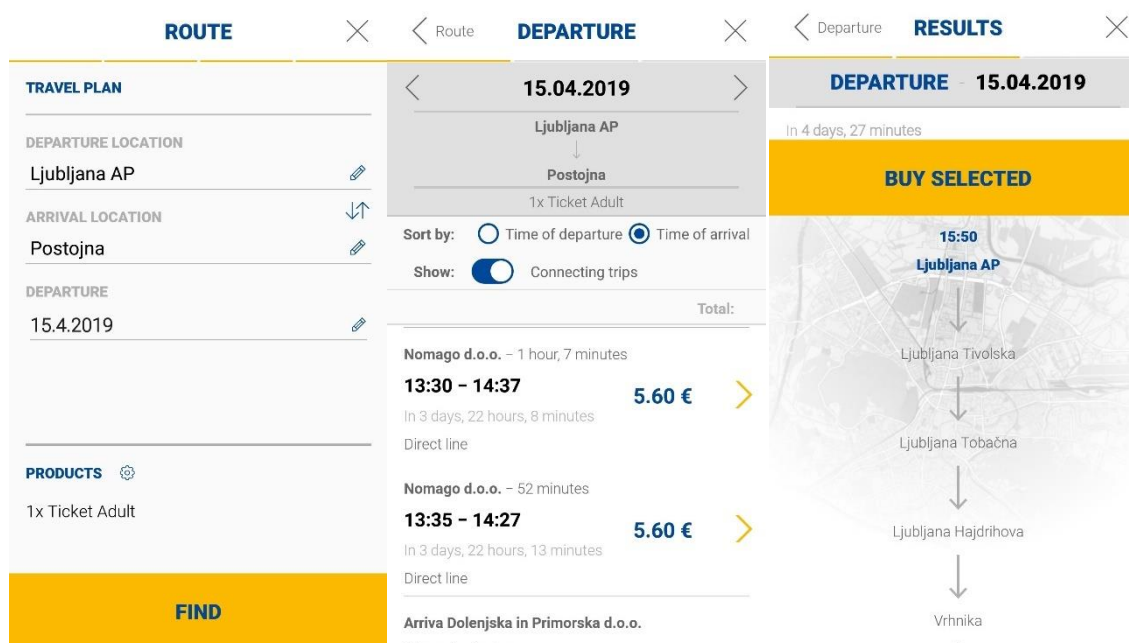 ROUTE
TRAVEL PLAN
DEPARTURE LOCATION
Ljubljana AP
ARRIVAL LOCATION
Postojna
DEPARTURE
15.4.2019
PRODUCTS
1x Ticket Adult
FIND
Route DEPARTURE
15.04.2019
Ljubljana AP
Postojna
1x Ticket Adult
Sort by: Time of departure Time of arrival
Show: Connecting trips
Total:
Nomago d.o.o. – 1 hour, 7 minutes
13:30 – 14:37
5.60 €
In 3 days, 22 hours, 8 minutes
Direct line
Nomago d.o.o. – 52 minutes
13:35 – 14:27
5.60 €
In 3 days, 22 hours, 13 minutes
Direct line
Arriva Dolenjska in Primorska d.o.o.
Departure RESULTS
DEPARTURE - 15.04.2019
In 4 days, 27 minutes
BUY SELECTED
15:50
Ljubljana AP
Ljubljana Tivolska
Ljubljana Tobačna
Ljubljana Hajdrihova
Vrhnika